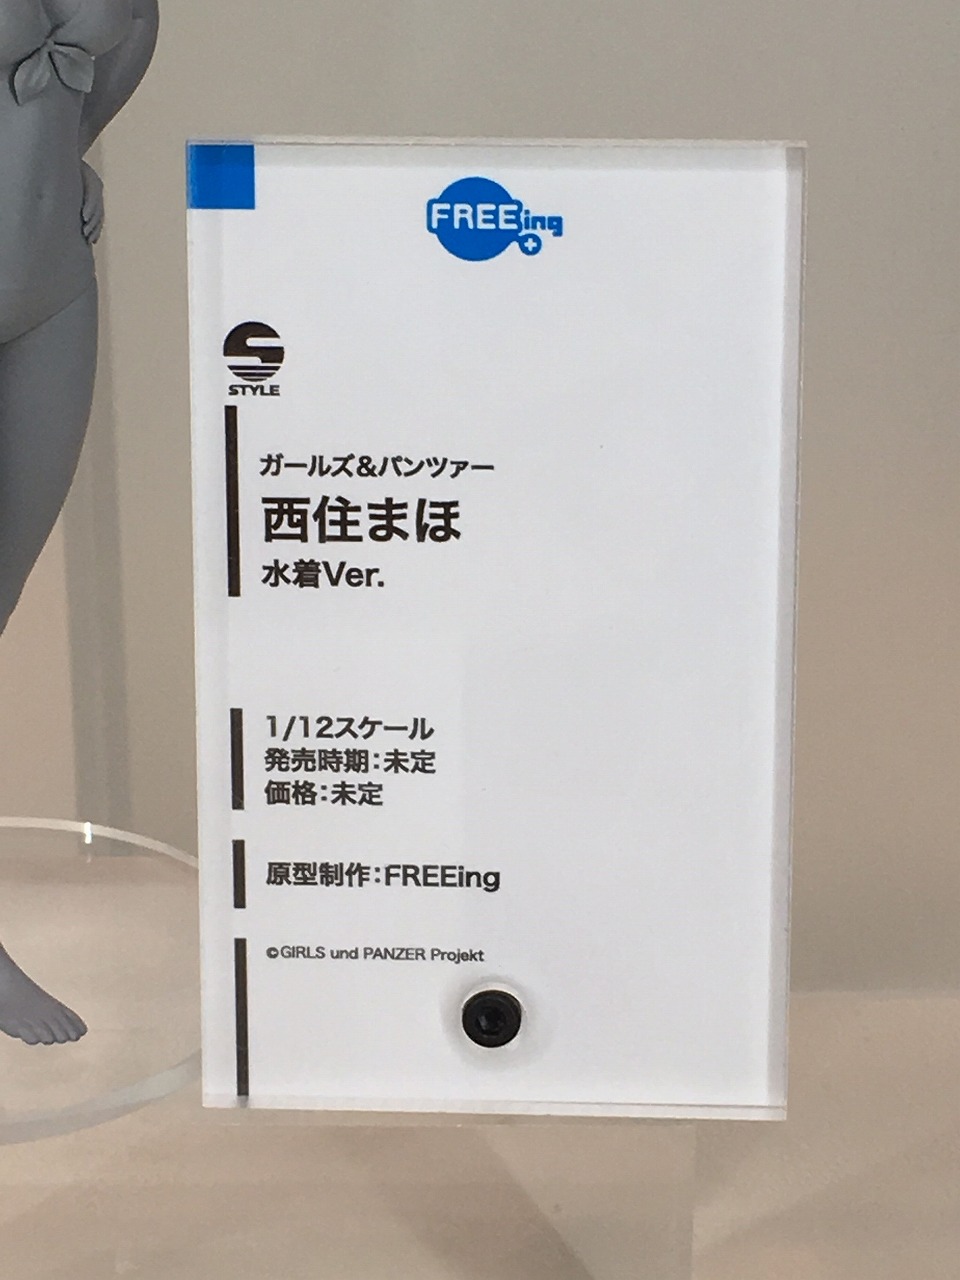 FREEing
S
STYLE
ガールズ&パンツァー
西住まほ
水着Ver.
1/12スケール
発売時期:未定
価格:未定
原型制作:FREEing
©GIRLS und PANZER Projekt